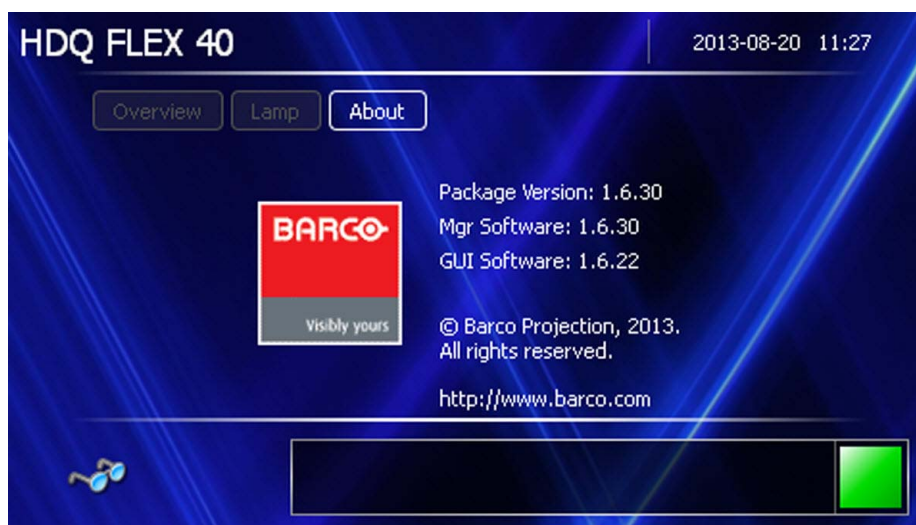 HDQ FLEX 40
2013-08-20 11:27
Overview
Lamp
About
Package Version: 1.6.30
BARCO
Mgr Software: 1.6.30
GUI Software: 1.6.22
Visibly yours
© Barco Projection, 2013.
All rights reserved.
http://www.barco.com